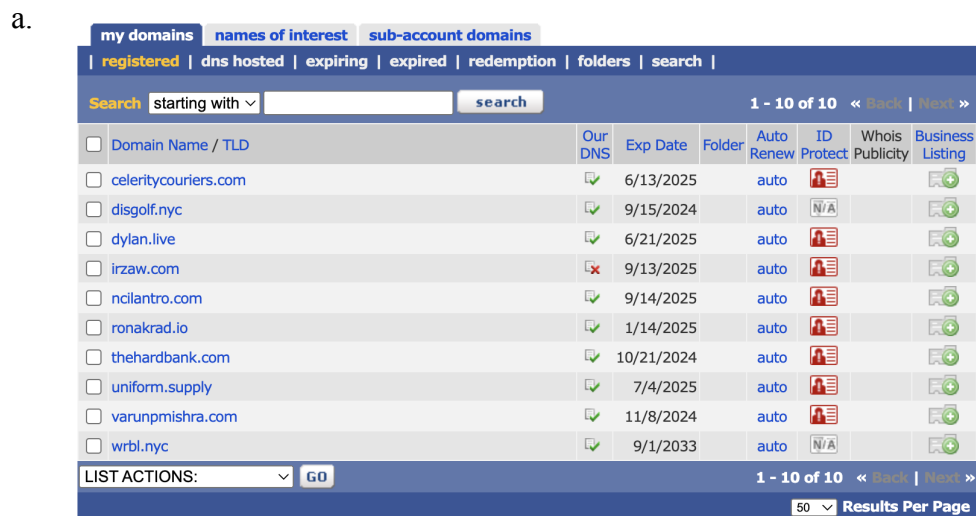 a.
my domains names of interest sub-account domains
| registered | dns hosted | expiring | expired | redemption | folders | search |
Search starting with search 1 - 10 of 10 « Back | Next »
Domain Name / TLD Our DNS Exp Date Folder Auto Renew ID Protect Whois Publicity Business Listing
celeritycouriers.com 6/13/2025 auto
disgolf.nyc 9/15/2024 auto N/A
dylan.live 6/21/2025 auto
irzaw.com 9/13/2025 auto
ncilantro.com 9/14/2025 auto
ronakrad.io 1/14/2025 auto
thehardbank.com 10/21/2024 auto
uniform.supply 7/4/2025 auto
varunpmishra.com 11/8/2024 auto
wrbl.nyc 9/1/2033 auto N/A
LIST ACTIONS: GO 1 - 10 of 10 « Back | Next »
50 Results Per Page